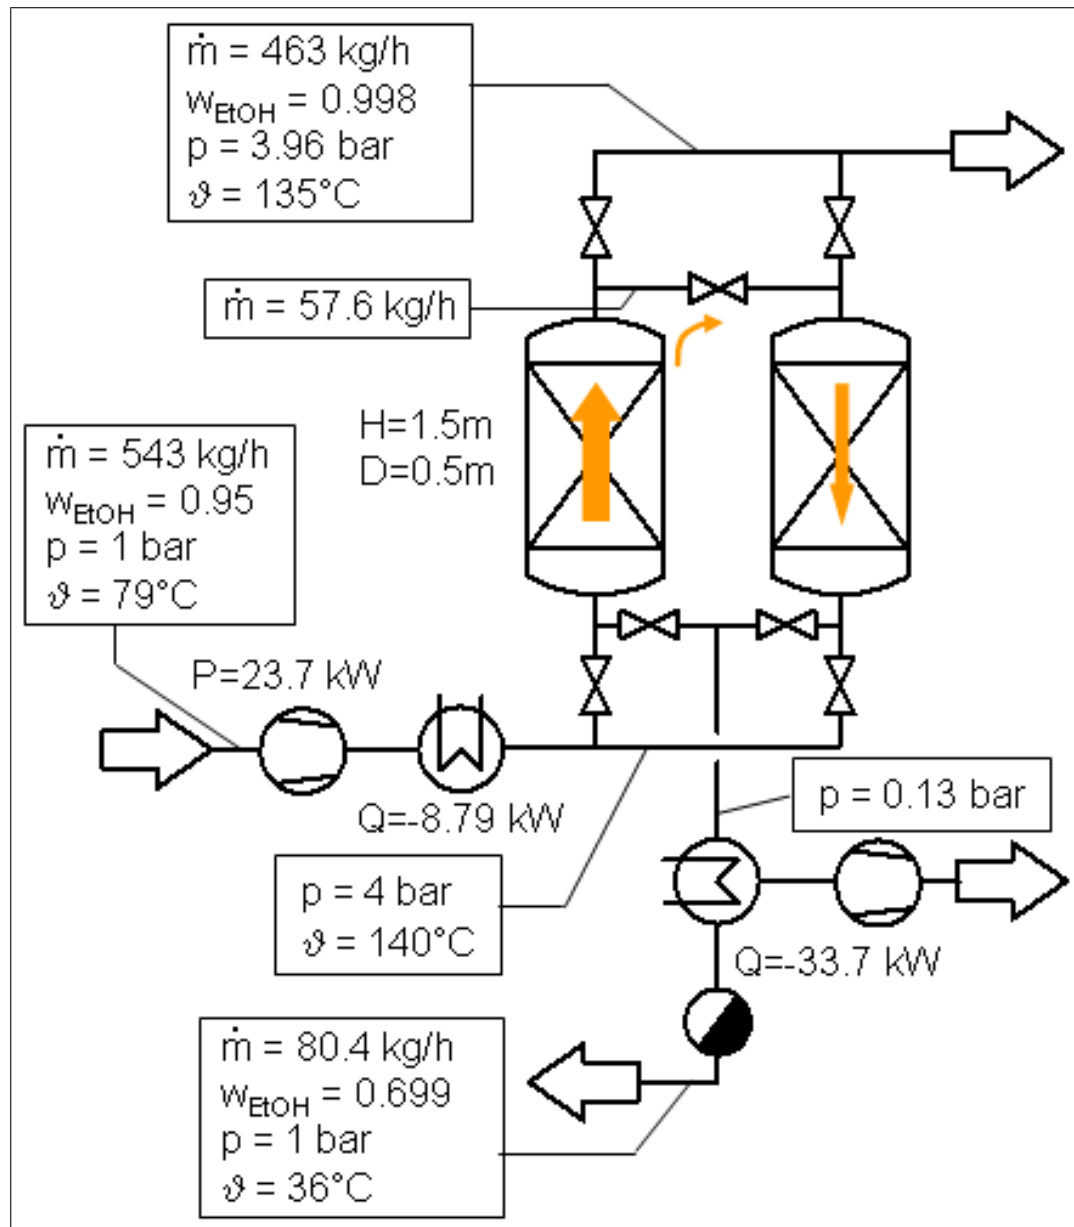 ṁ = 463 kg/h
wEtOH = 0.998
p = 3.96 bar
ϑ = 135°C
ṁ = 57.6 kg/h
H=1.5m
D=0.5m
ṁ = 543 kg/h
wEtOH = 0.95
p = 1 bar
ϑ = 79°C
P=23.7 kW
Q=-8.79 kW
p = 0.13 bar
p = 4 bar
ϑ = 140°C
Q=-33.7 kW
ṁ = 80.4 kg/h
wEtOH = 0.699
p = 1 bar
ϑ = 36°C